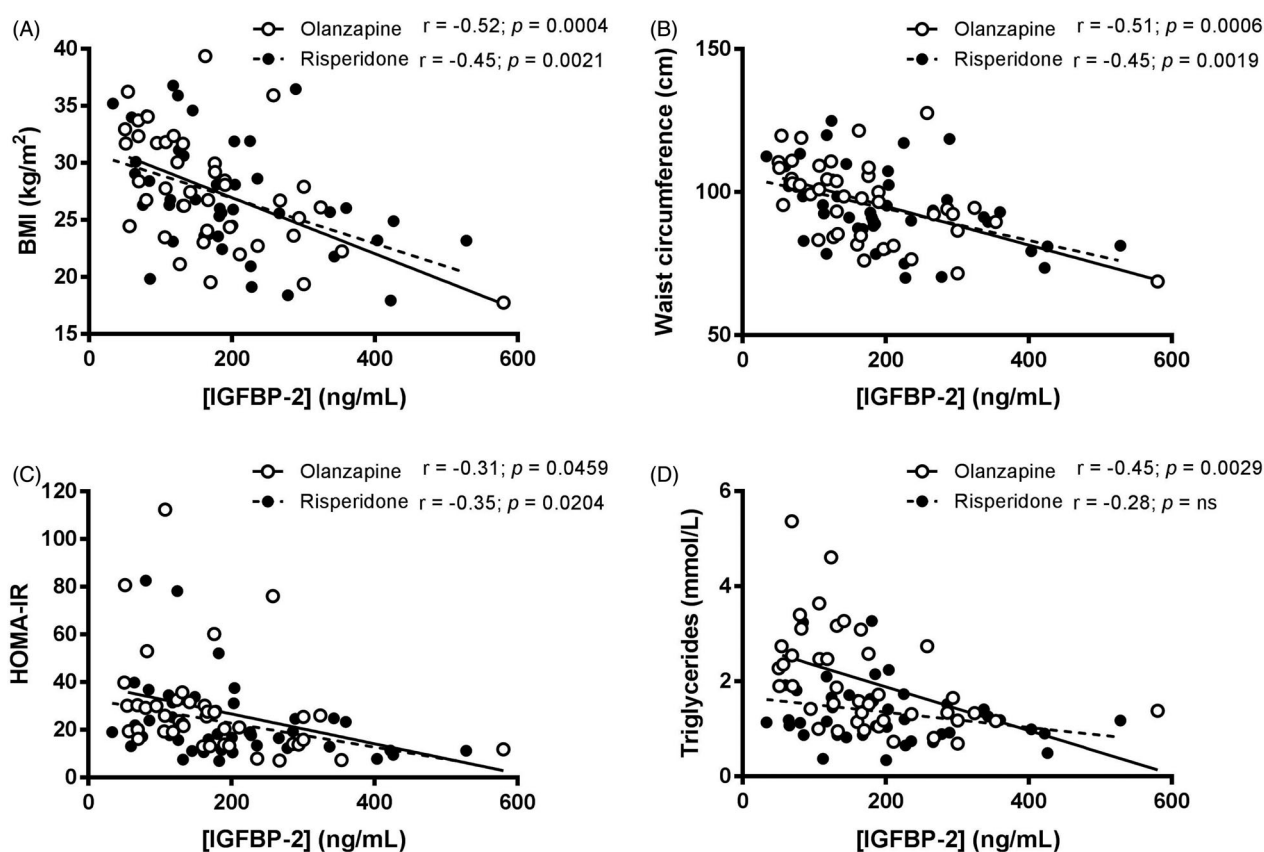 (A)
Olanzapine r = -0.52; p = 0.0004
Risperidone r = -0.45; p = 0.0021
40
35
30
25
20
15
BMI (kg/m²)
0 200 400 600
[IGFBP-2] (ng/mL)
(B)
Olanzapine r = -0.51; p = 0.0006
Risperidone r = -0.45; p = 0.0019
150
100
50
Waist circumference (cm)
0 200 400 600
[IGFBP-2] (ng/mL)
(C)
Olanzapine r = -0.31; p = 0.0459
Risperidone r = -0.35; p = 0.0204
120
100
80
60
40
20
0
HOMA-IR
0 200 400 600
[IGFBP-2] (ng/mL)
(D)
Olanzapine r = -0.45; p = 0.0029
Risperidone r = -0.28; p = ns
6
4
2
0
Triglycerides (mmol/L)
0 200 400 600
[IGFBP-2] (ng/mL)